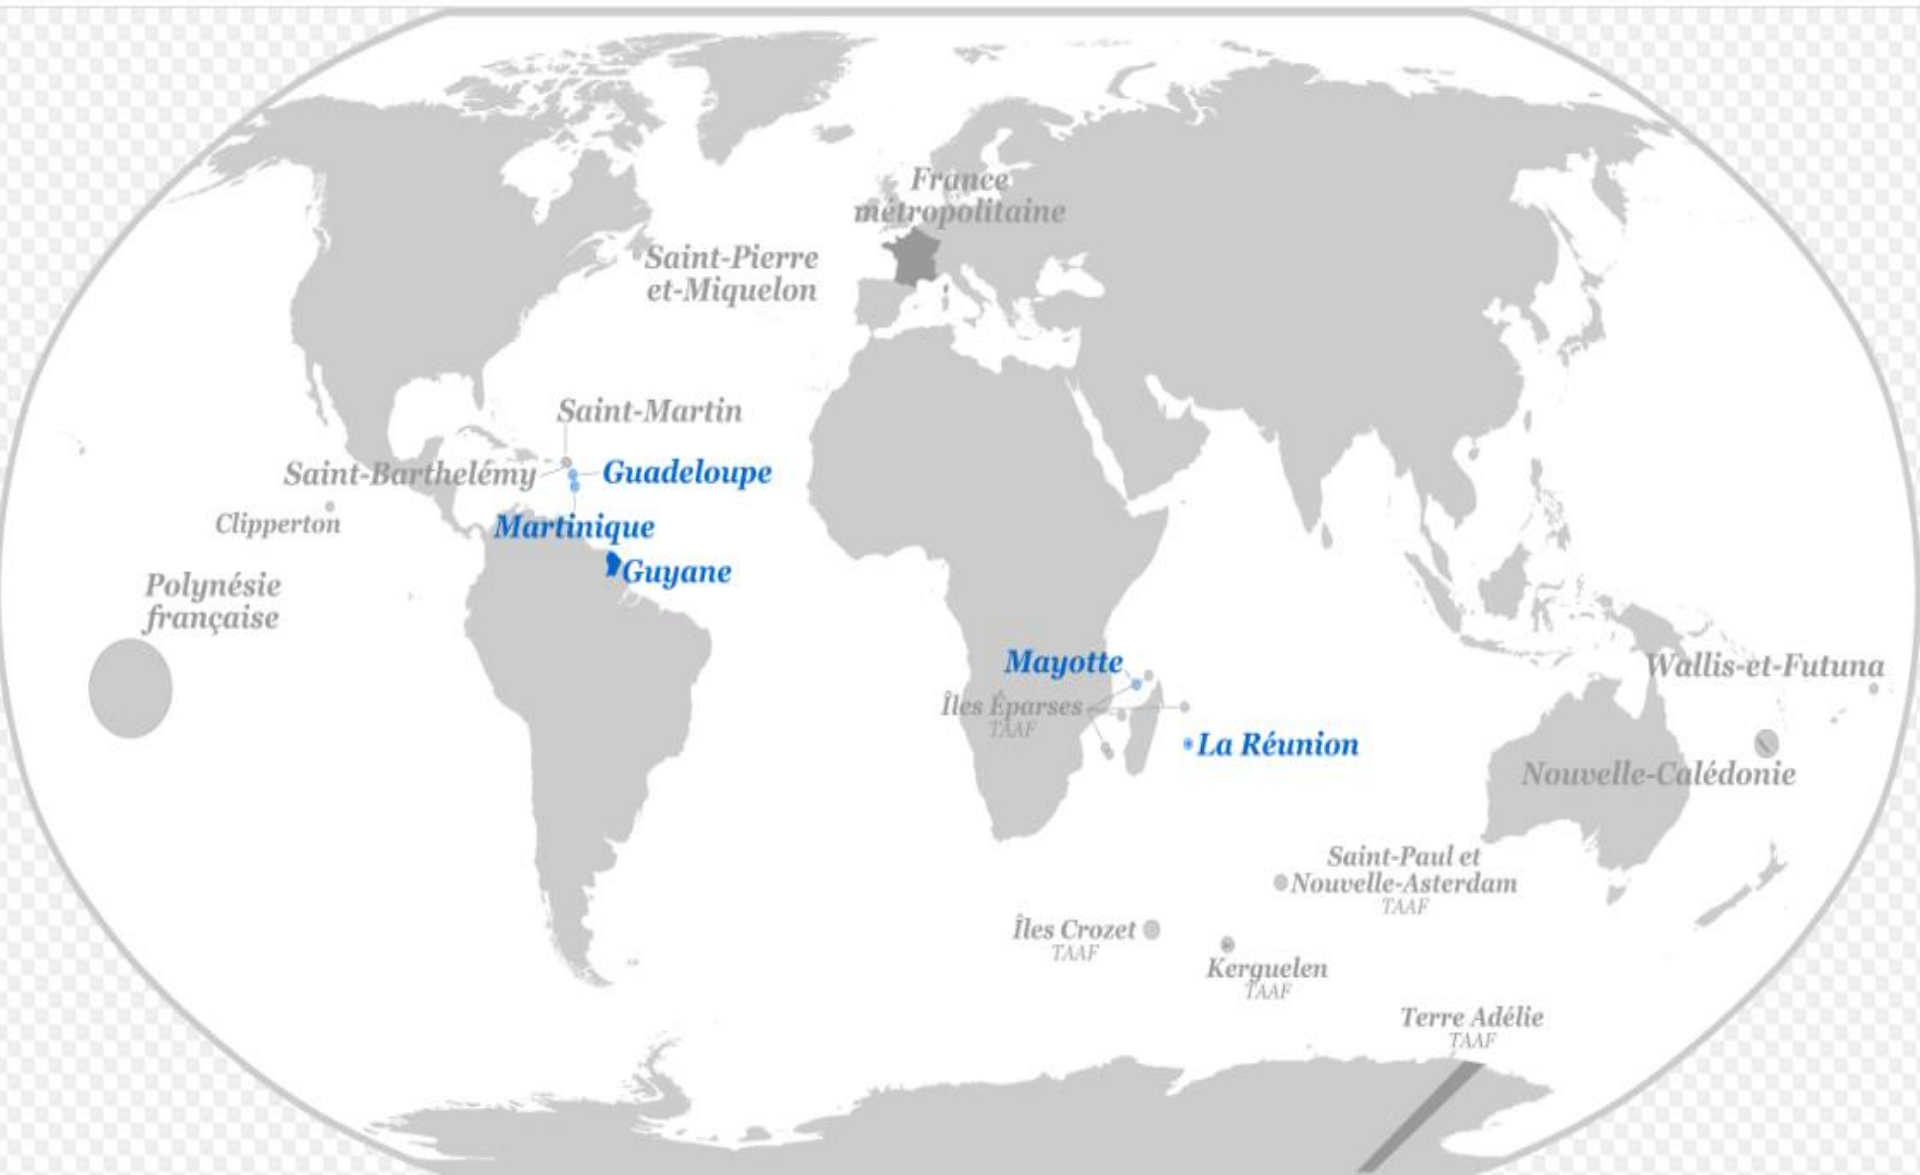 France
métropolitaine
Saint-Pierre
et-Miquelon
Saint-Martin
Saint-Barthelémy
Guadeloupe
Clipperton
Martinique
Guyane
Polynésie
française
Mayotte
Îles Éparses
TAAF
Wallis-et-Futuna
La Réunion
Nouvelle-Calédonie
Saint-Paul et
Nouvelle-Asterdam
TAAF
Îles Crozet
TAAF
Kerguelen
TAAF
Terre Adélie
TAAF